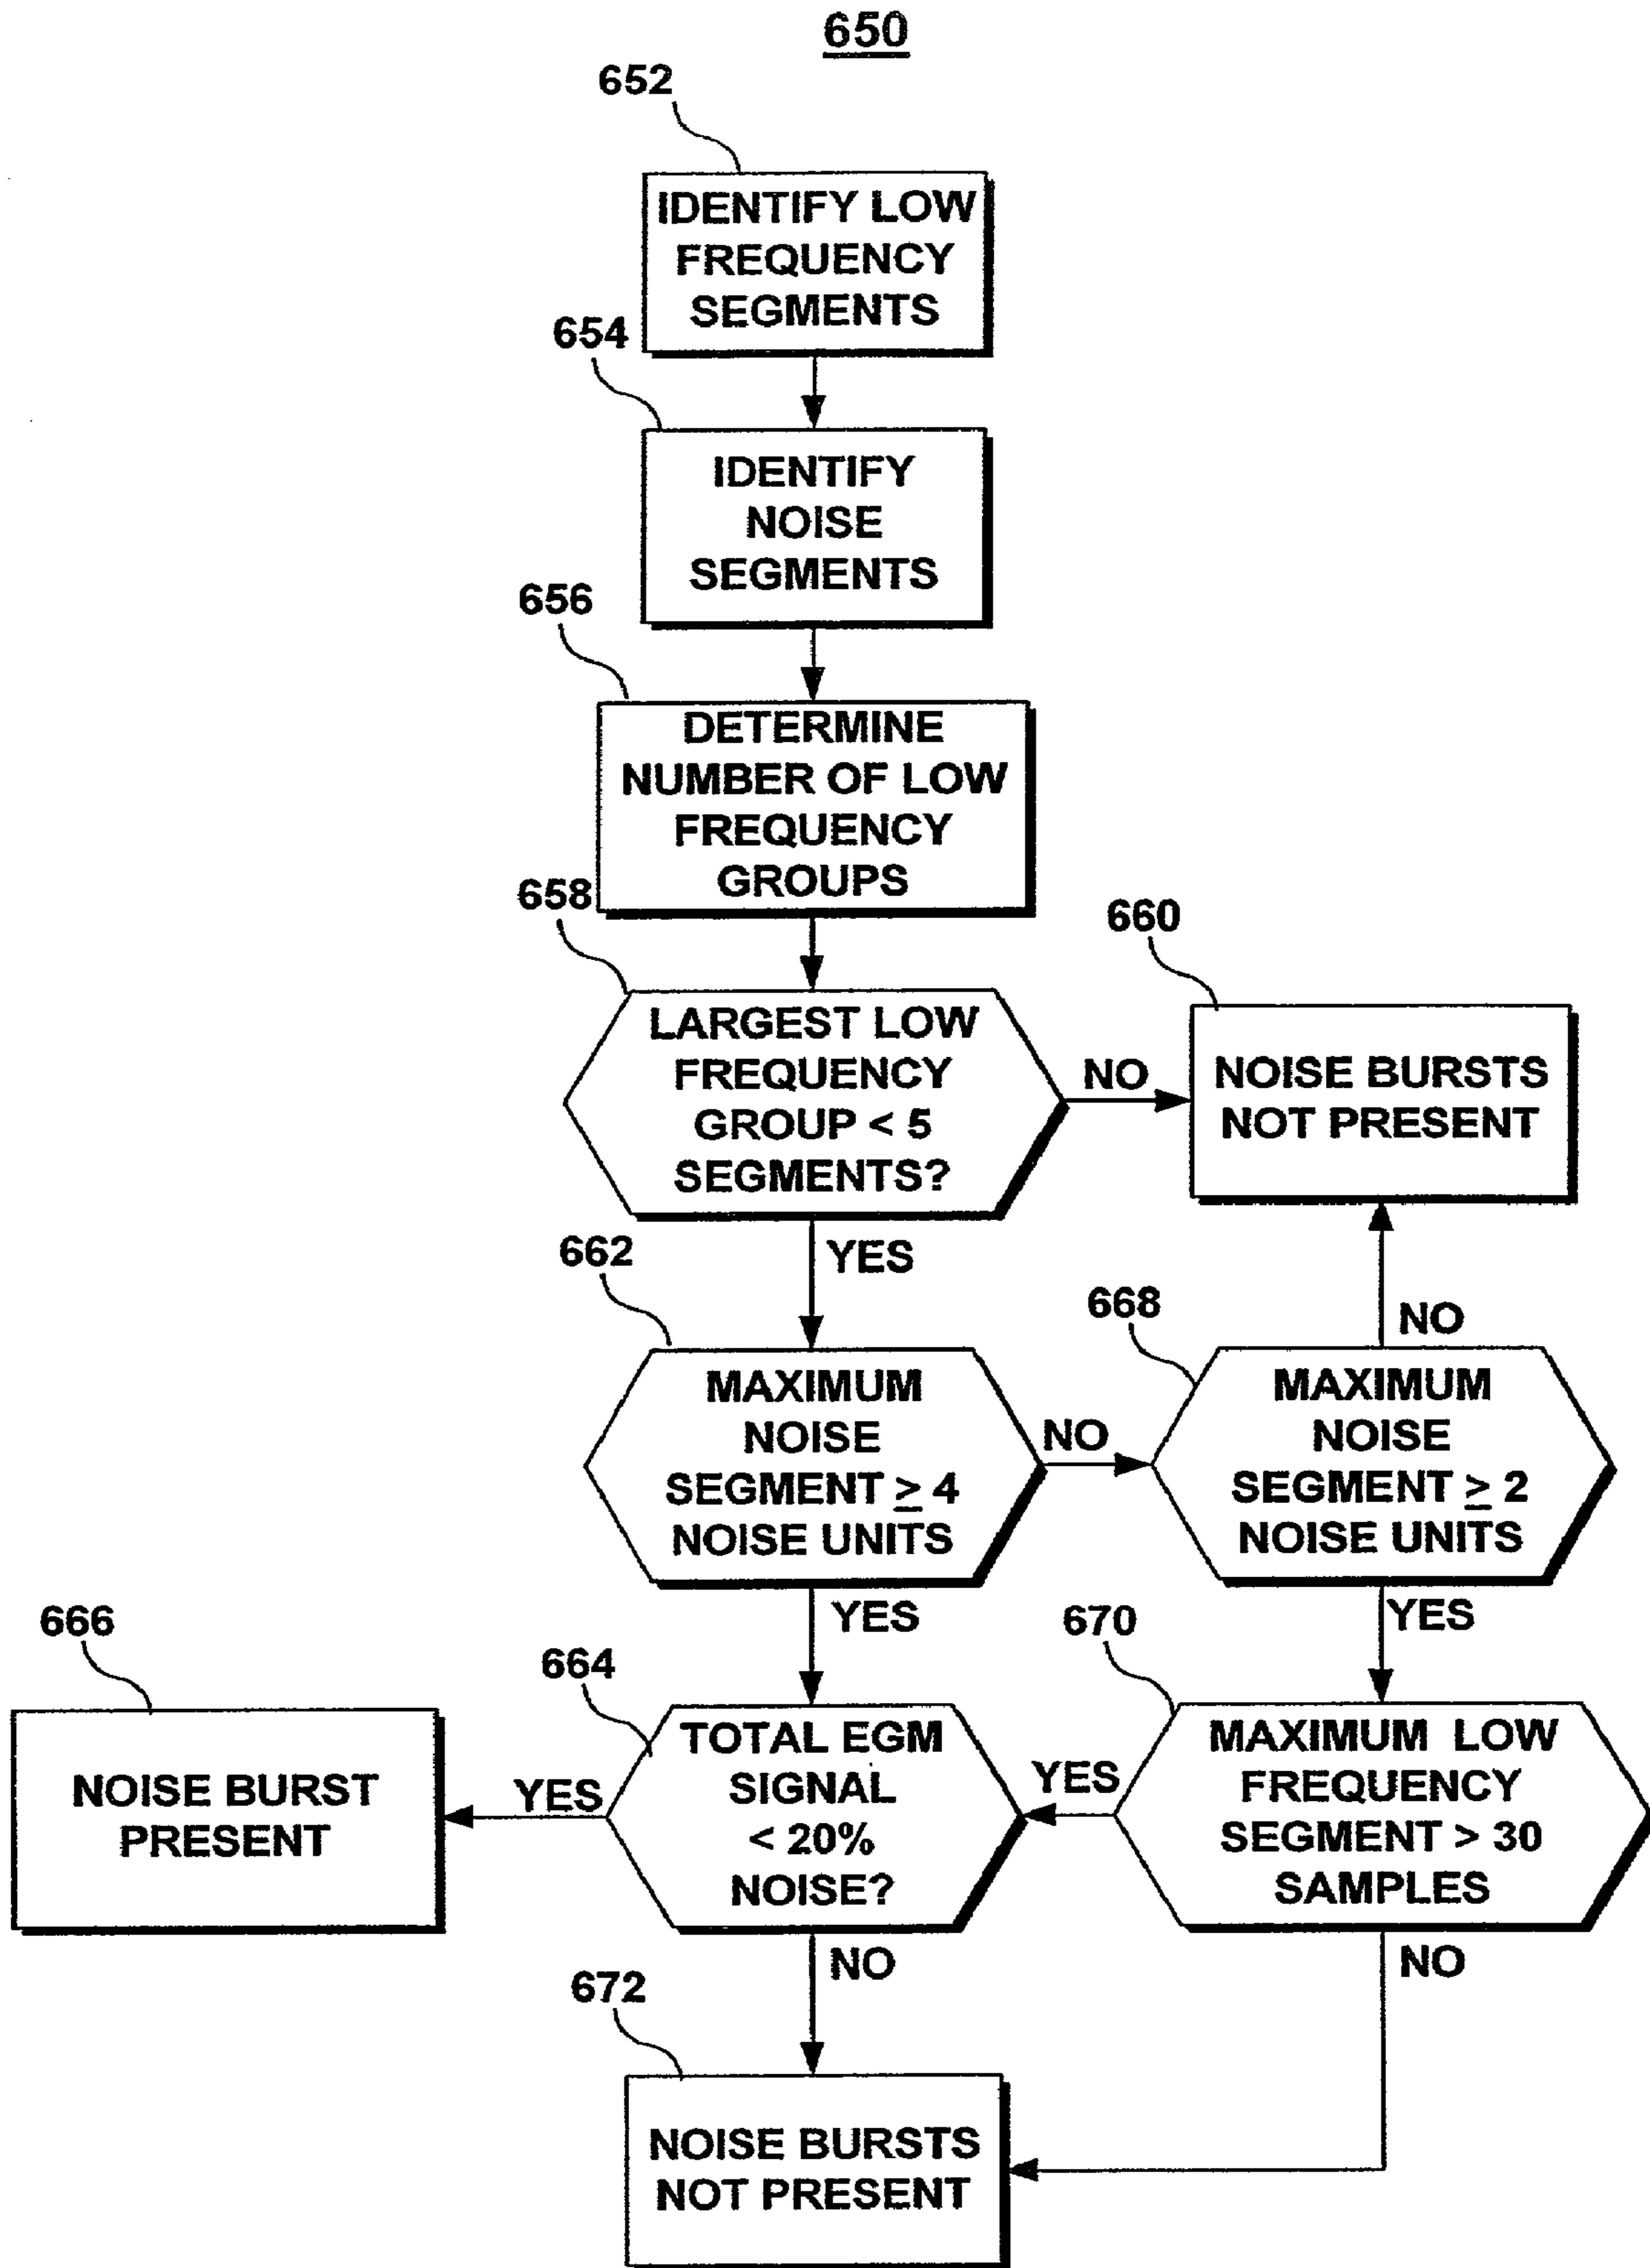 650
652
IDENTIFY LOW
FREQUENCY
SEGMENTS
654
IDENTIFY
NOISE
SEGMENTS
656
DETERMINE
NUMBER OF LOW
FREQUENCY
GROUPS
658
LARGEST LOW
FREQUENCY
GROUP < 5
SEGMENTS?
NO
660
NOISE BURSTS
NOT PRESENT
YES
662
MAXIMUM
NOISE
SEGMENT ≥ 4
NOISE UNITS
NO
668
NO
MAXIMUM
NOISE
SEGMENT ≥ 2
NOISE UNITS
YES
YES
666
NOISE BURST
PRESENT
YES
664
TOTAL EGM
SIGNAL
< 20%
NOISE?
YES
670
MAXIMUM LOW
FREQUENCY
SEGMENT > 30
SAMPLES
NO
NO
672
NOISE BURSTS
NOT PRESENT